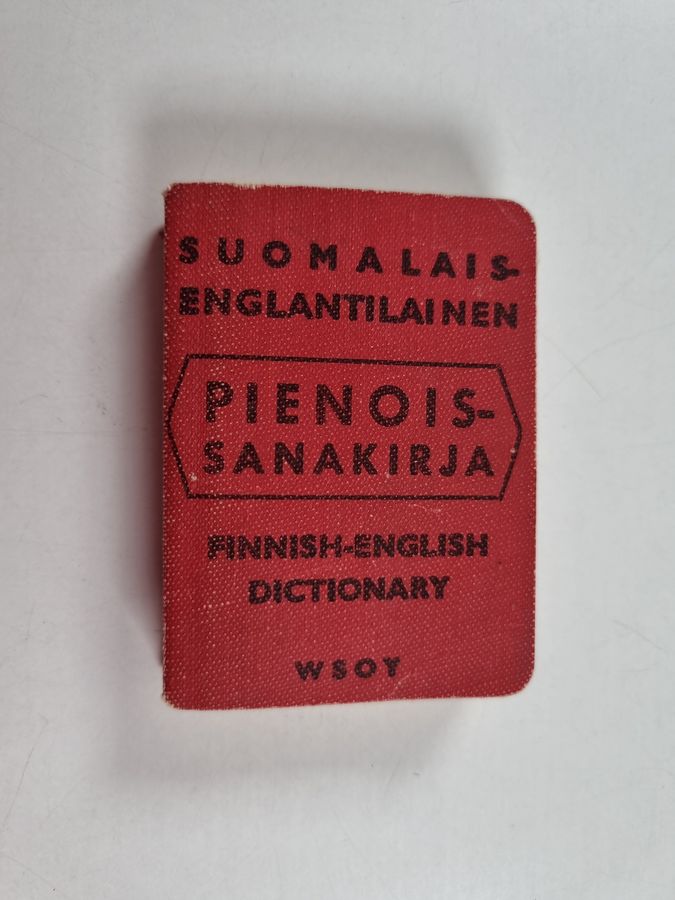 SUOMALAIS-
ENGLANTILAINEN
PIENOIS-
SANAKIRJA
FINNISH-ENGLISH
DICTIONARY
WSOY